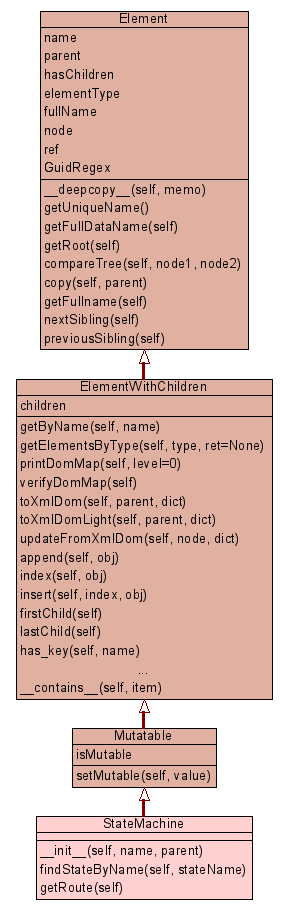 Element
name
parent
hasChildren
elementType
fullName
node
ref
GuidRegex
__deepcopy__(self, memo)
getUniqueName()
getFullDataName(self)
getRoot(self)
compareTree(self, node1, node2)
copy(self, parent)
getFullname(self)
nextSibling(self)
previousSibling(self)
ElementWithChildren
children
getByName(self, name)
getElementsByType(self, type, ret=None)
printDomMap(self, level=0)
verifyDomMap(self)
toXmlDom(self, parent, dict)
toXmlDomLight(self, parent, dict)
updateFromXmlDom(self, node, dict)
append(self, obj)
index(self, obj)
insert(self, index, obj)
firstChild(self)
lastChild(self)
has_key(self, name)
...
__contains__(self, item)
Mutatable
isMutable
setMutable(self, value)
StateMachine
__init__(self, name, parent)
findStateByName(self, stateName)
getRoute(self)